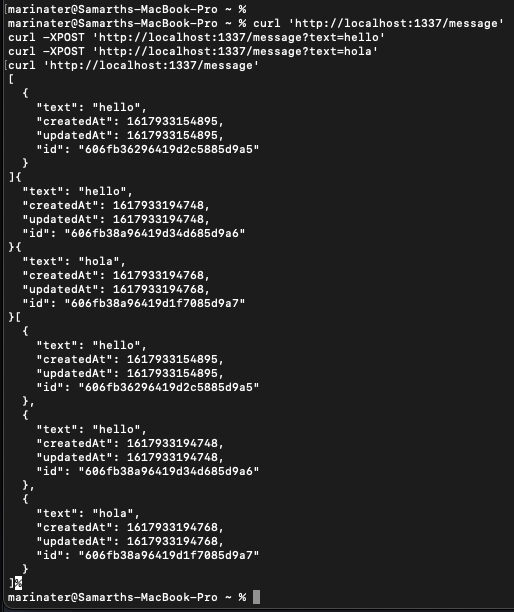 marinater@Samarths-MacBook-Pro ~ %
marinater@Samarths-MacBook-Pro ~ % curl 'http://localhost:1337/message'
curl -XPOST 'http://localhost:1337/message?text=hello'
curl -XPOST 'http://localhost:1337/message?text=hola'
curl 'http://localhost:1337/message'
[
  {
    "text": "hello",
    "createdAt": 1617933154895,
    "updatedAt": 1617933154895,
    "id": "606fb36296419d2c5885d9a5"
  }
]{
  "text": "hello",
  "createdAt": 1617933194748,
  "updatedAt": 1617933194748,
  "id": "606fb38a96419d34d685d9a6"
}{
  "text": "hola",
  "createdAt": 1617933194768,
  "updatedAt": 1617933194768,
  "id": "606fb38a96419d1f7085d9a7"
}[
  {
    "text": "hello",
    "createdAt": 1617933154895,
    "updatedAt": 1617933154895,
    "id": "606fb36296419d2c5885d9a5"
  },
  {
    "text": "hello",
    "createdAt": 1617933194748,
    "updatedAt": 1617933194748,
    "id": "606fb38a96419d34d685d9a6"
  },
  {
    "text": "hola",
    "createdAt": 1617933194768,
    "updatedAt": 1617933194768,
    "id": "606fb38a96419d1f7085d9a7"
  }
]%
marinater@Samarths-MacBook-Pro ~ %